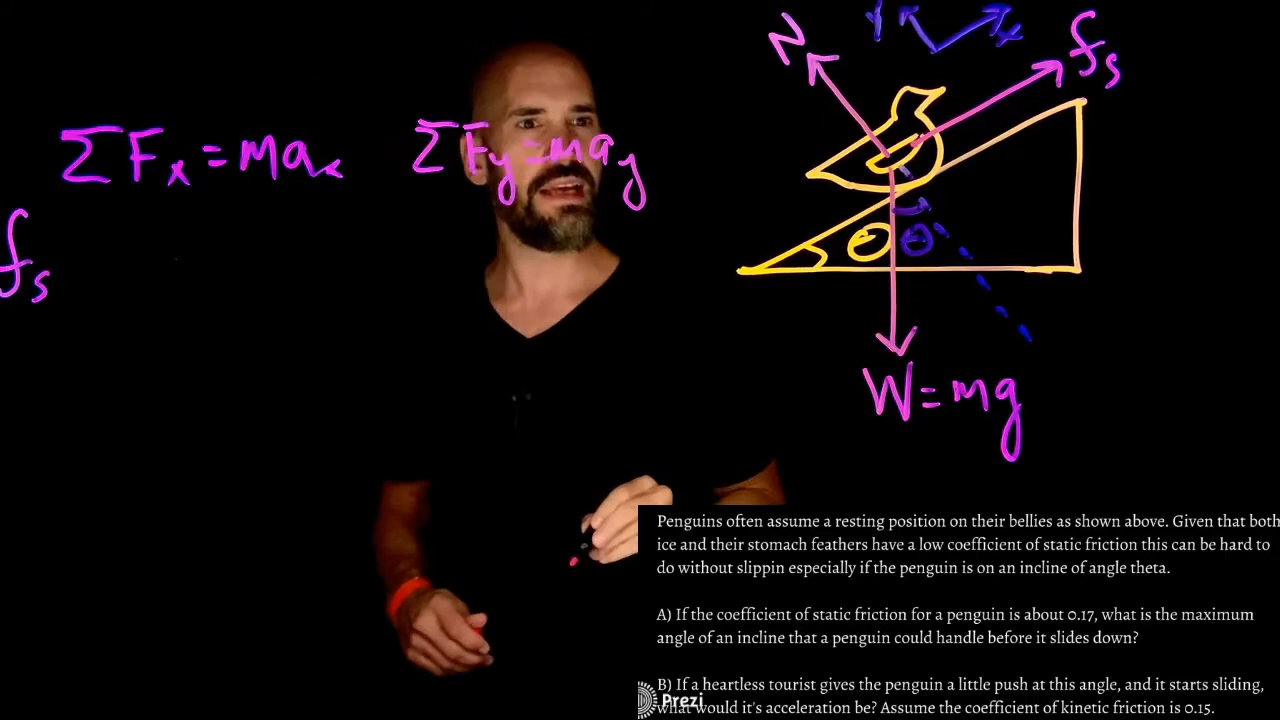 ΣFx = max
ΣFy = may
fs
N
Y
x
fs
θ
θ
W = mg
Penguins often assume a resting position on their bellies as shown above. Given that both
ice and their stomach feathers have a low coefficient of static friction this can be hard to
do without slippin especially if the penguin is on an incline of angle theta.
A) If the coefficient of static friction for a penguin is about 0.17, what is the maximum
angle of an incline that a penguin could handle before it slides down?
B) If a heartless tourist gives the penguin a little push at this angle, and it starts sliding,
what would it's acceleration be? Assume the coefficient of kinetic friction is 0.15.
Prezi